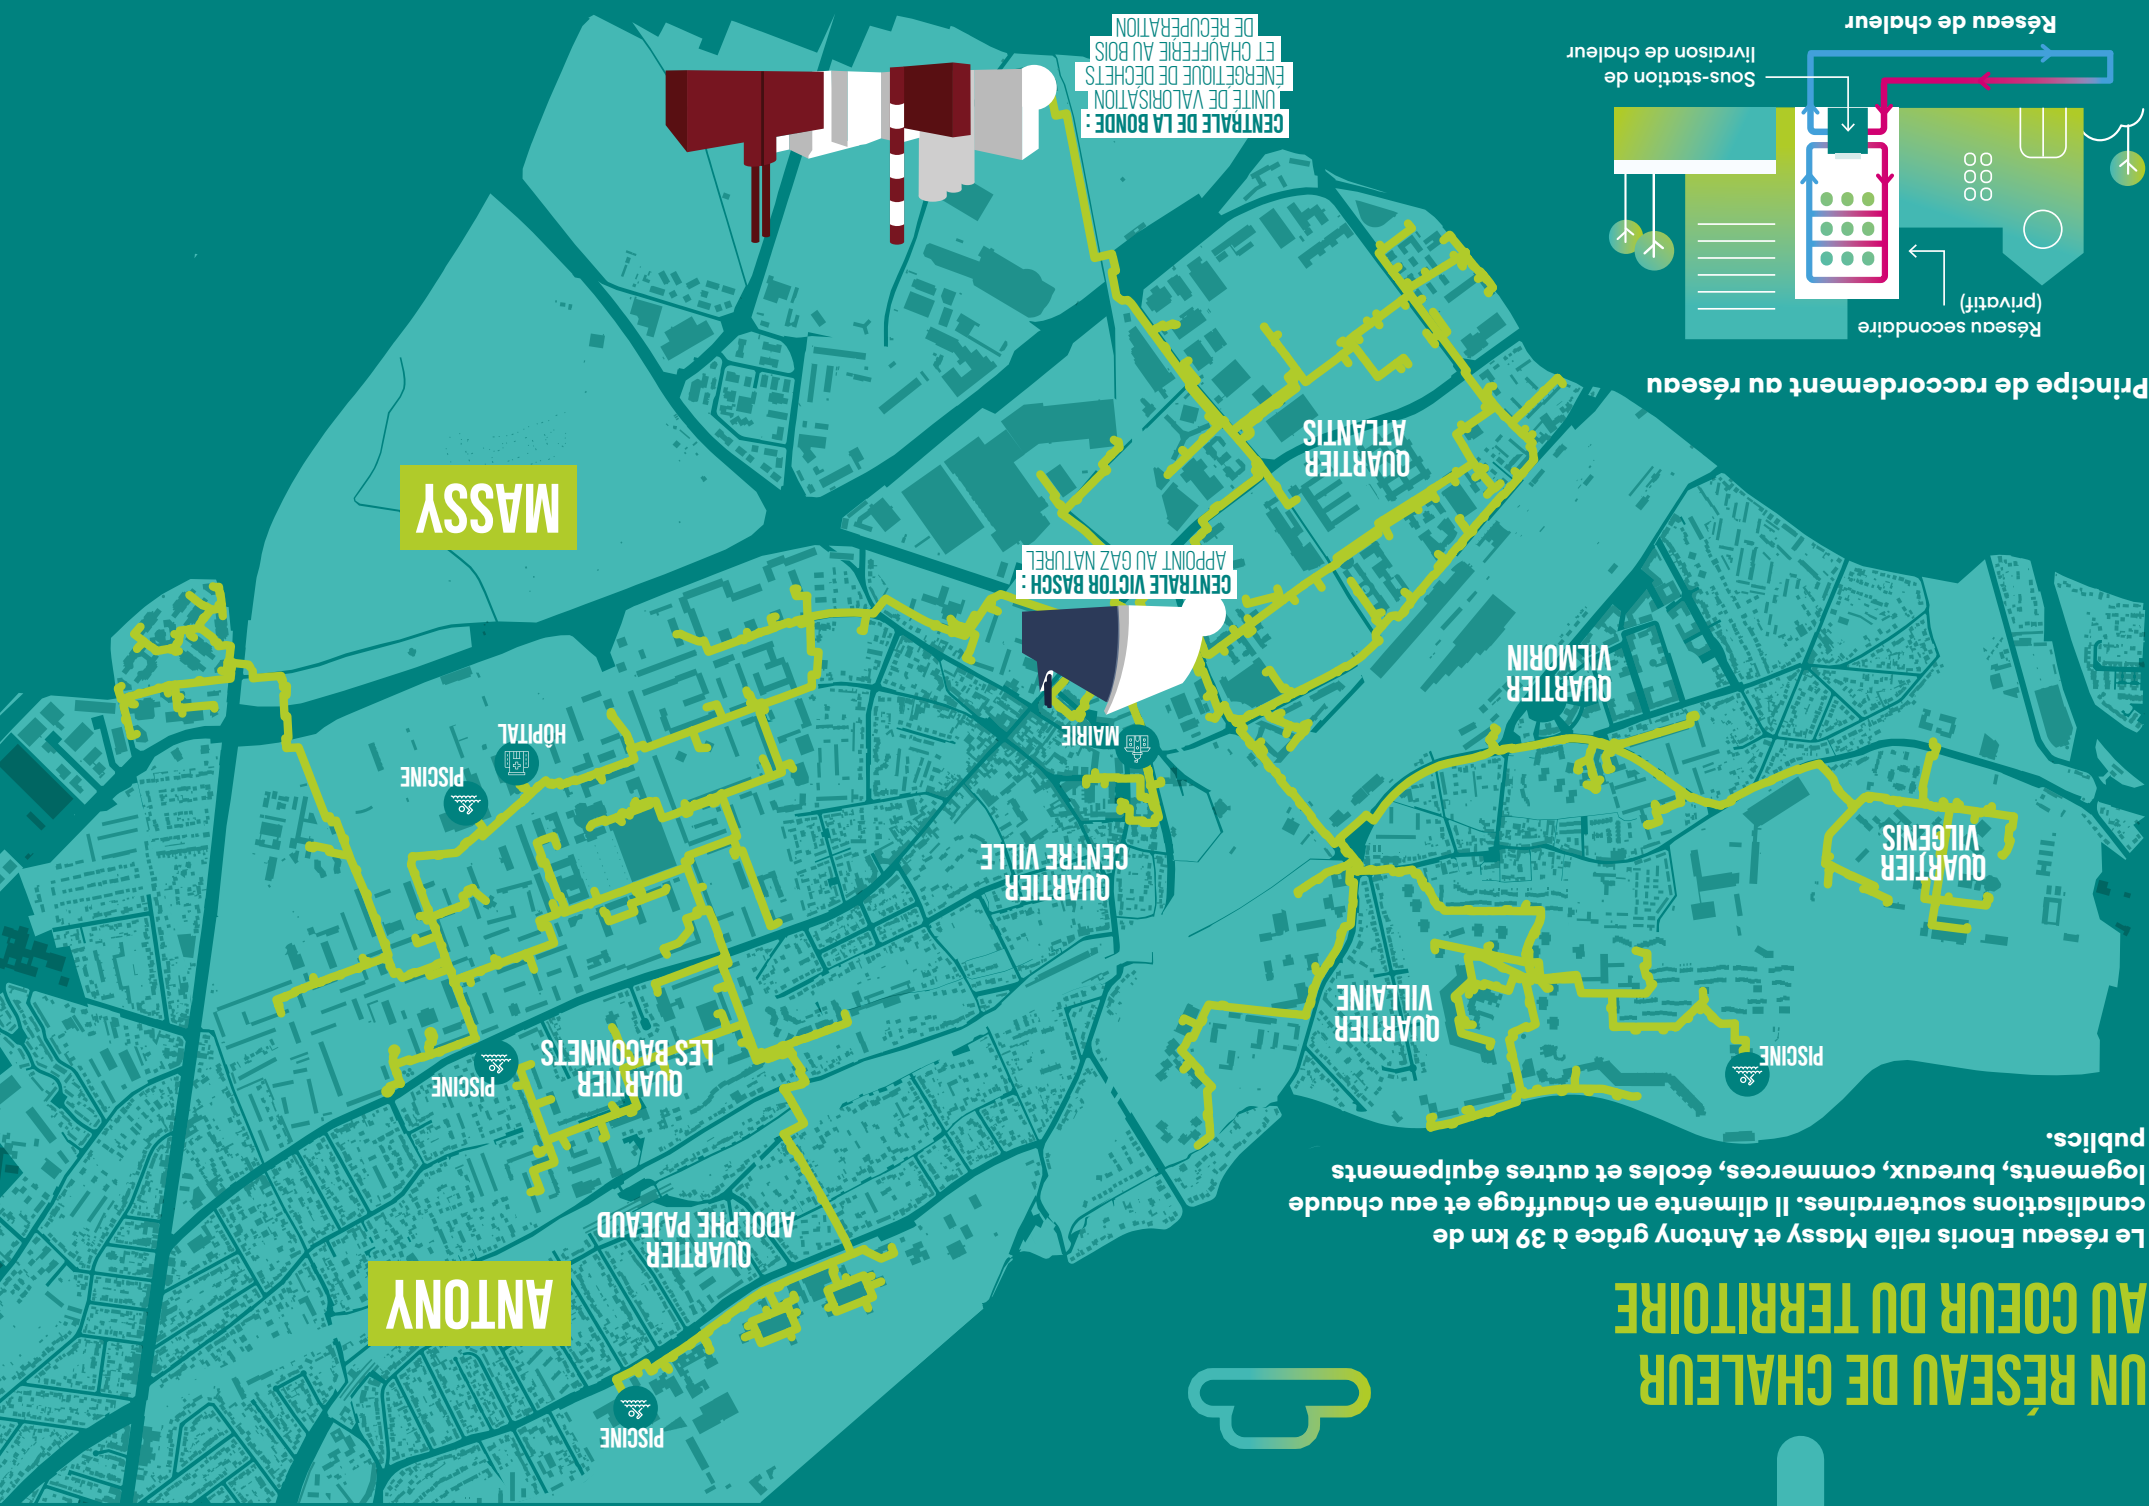 UN RÉSEAU DE CHALEUR
AU COEUR DU TERRITOIRE
Le réseau Enoris relie Massy et Antony grâce à 39 km de
canalisations souterraines. Il alimente en chauffage et eau chaude
logements, bureaux, commerces, écoles et autres équipements
publics.
PISCINE
ANTONY
QUARTIER
ADOLPHE PAJEAUD
PISCINE
QUARTIER
LES BACONNETS
PISCINE
QUARTIER
VILLAINE
QUARTIER
CENTRE VILLE
QUARTIER
VILGÉNIS
PISCINE
HÔPITAL
MAIRIE
QUARTIER
VILMORIN
CENTRALE VICTOR BASCH :
APPOINT AU GAZ NATUREL
MASSY
QUARTIER
ATLANTIS
Principe de raccordement au réseau
Réseau secondaire
(privatif)
Sous-station de
livraison de chaleur
Réseau de chaleur
CENTRALE DE LA BONDE :
UNITÉ DE VALORISATION
ÉNERGÉTIQUE DE DÉCHETS
ET CHAUFFERIE AU BOIS
DE RÉCUPÉRATION